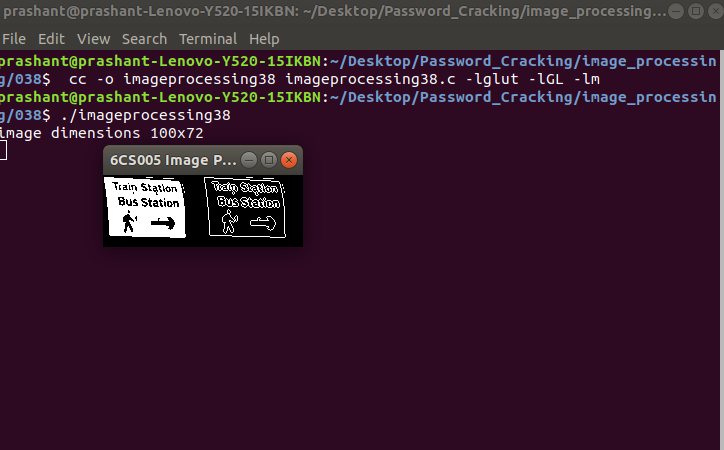 prashant@prashant-Lenovo-Y520-15IKBN: ~/Desktop/Password_Cracking/image_processing...
File Edit View Search Terminal Help
prashant@prashant-Lenovo-Y520-15IKBN:~/Desktop/Password_Cracking/image_processin
g/038$  cc -o imageprocessing38 imageprocessing38.c -lglut -lGL -lm
prashant@prashant-Lenovo-Y520-15IKBN:~/Desktop/Password_Cracking/image_processin
g/038$ ./imageprocessing38
image dimensions 100x72
6CS005 Image P...
Train Station
Bus Station
Train Station
Bus Station